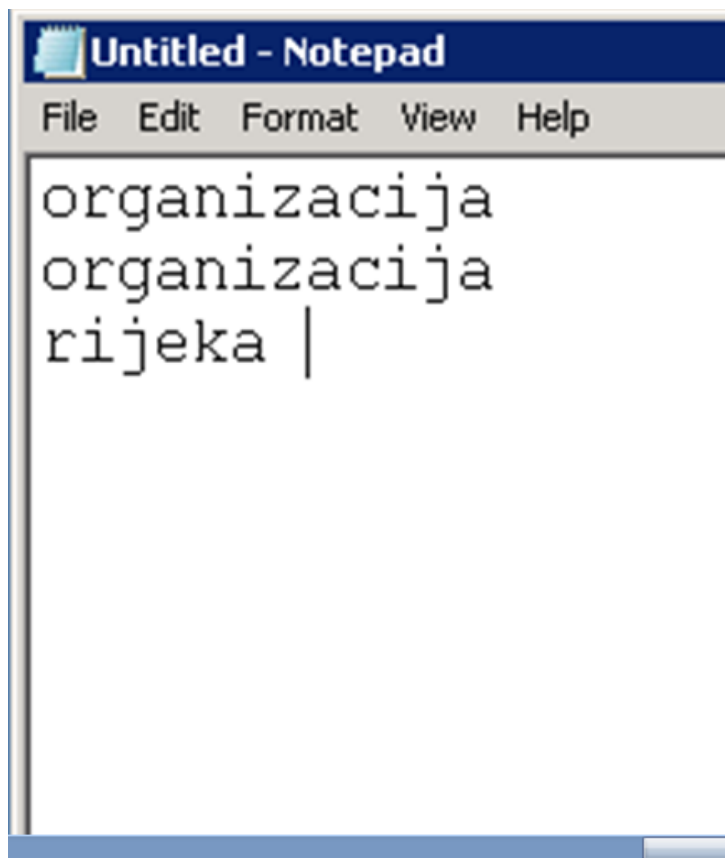 Untitled - Notepad
File Edit Format View Help
organizacija
organizacija
rijeka